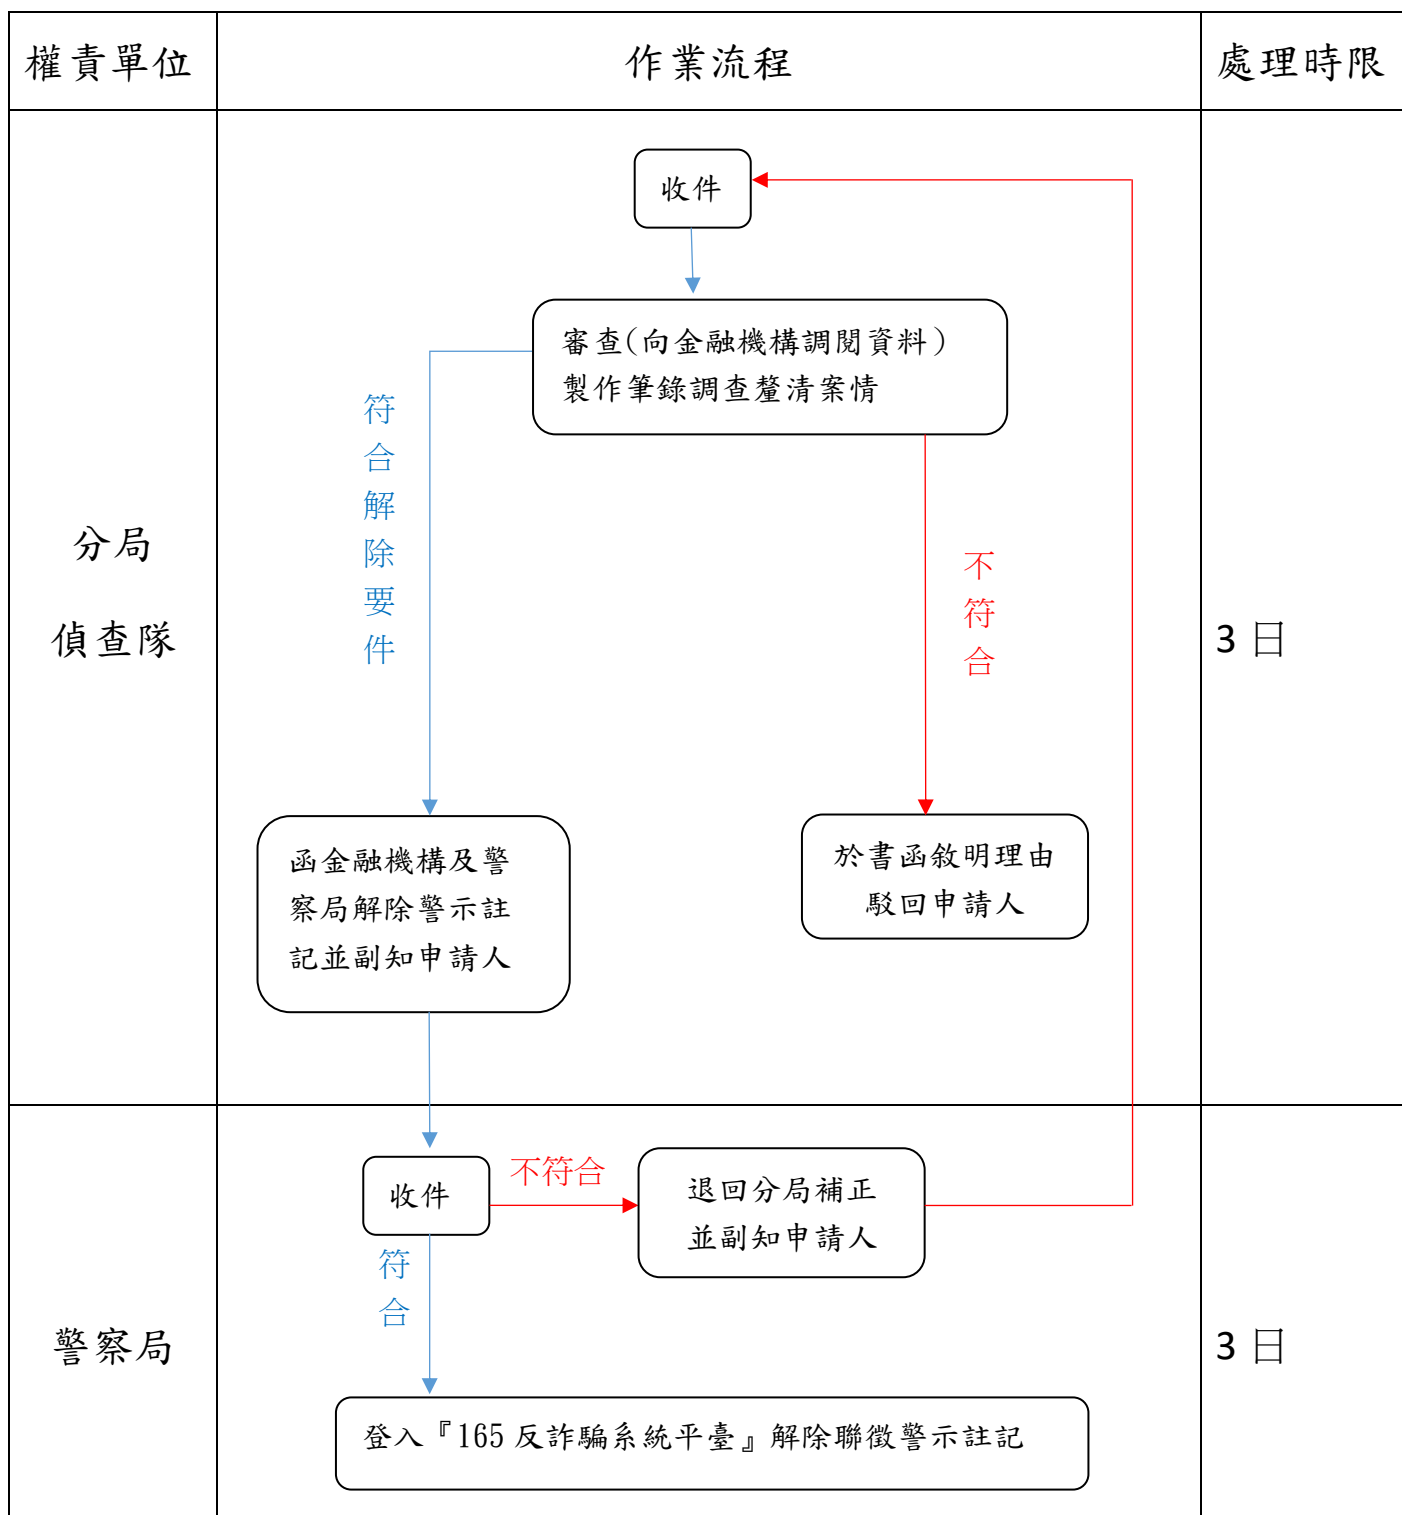 權責單位
作業流程
處理時限
收件
審查(向金融機構調閱資料)
製作筆錄調查釐清案情
符合解除要件
不符合
分局
偵查隊
3 日
函金融機構及警
察局解除警示註
記並副知申請人
於書函敘明理由
駁回申請人
收件
不符合
退回分局補正
並副知申請人
符合
警察局
3 日
登入『165 反詐騙系統平臺』解除聯徵警示註記